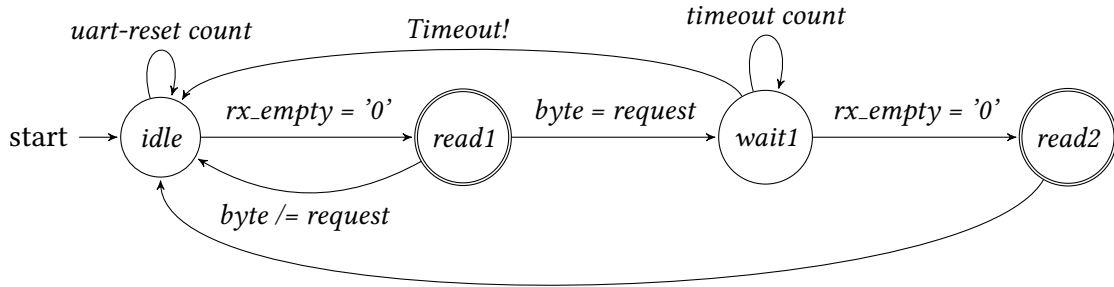 uart-reset count
Timeout!
timeout count
rx_empty = '0'
byte = request
rx_empty = '0'
start
idle
read1
wait1
read2
byte /= request